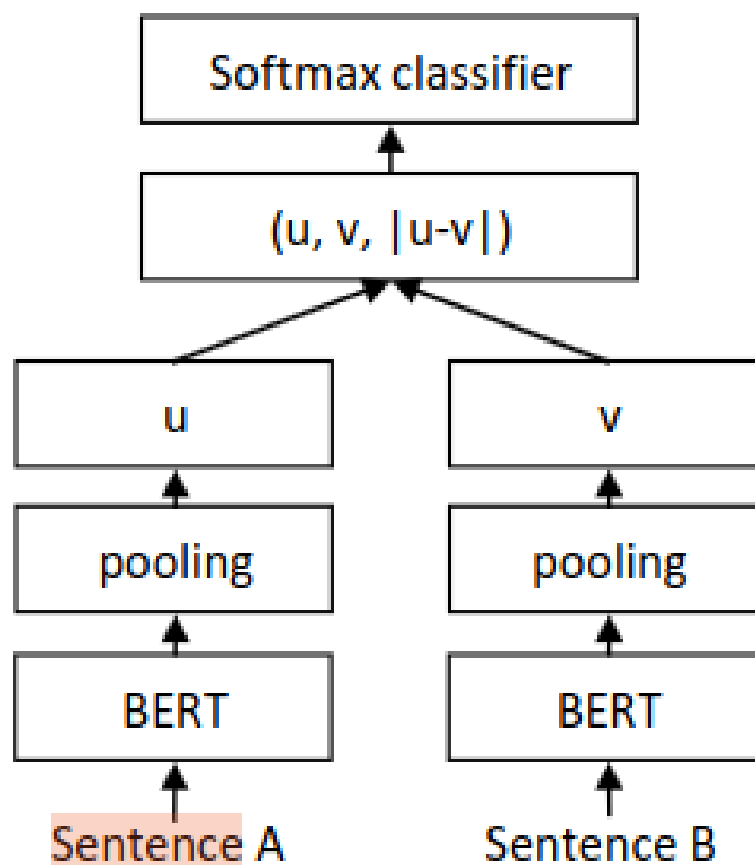 Softmax classifier
(u, v, |u-v|)
u
v
pooling
pooling
BERT
BERT
Sentence A
Sentence B